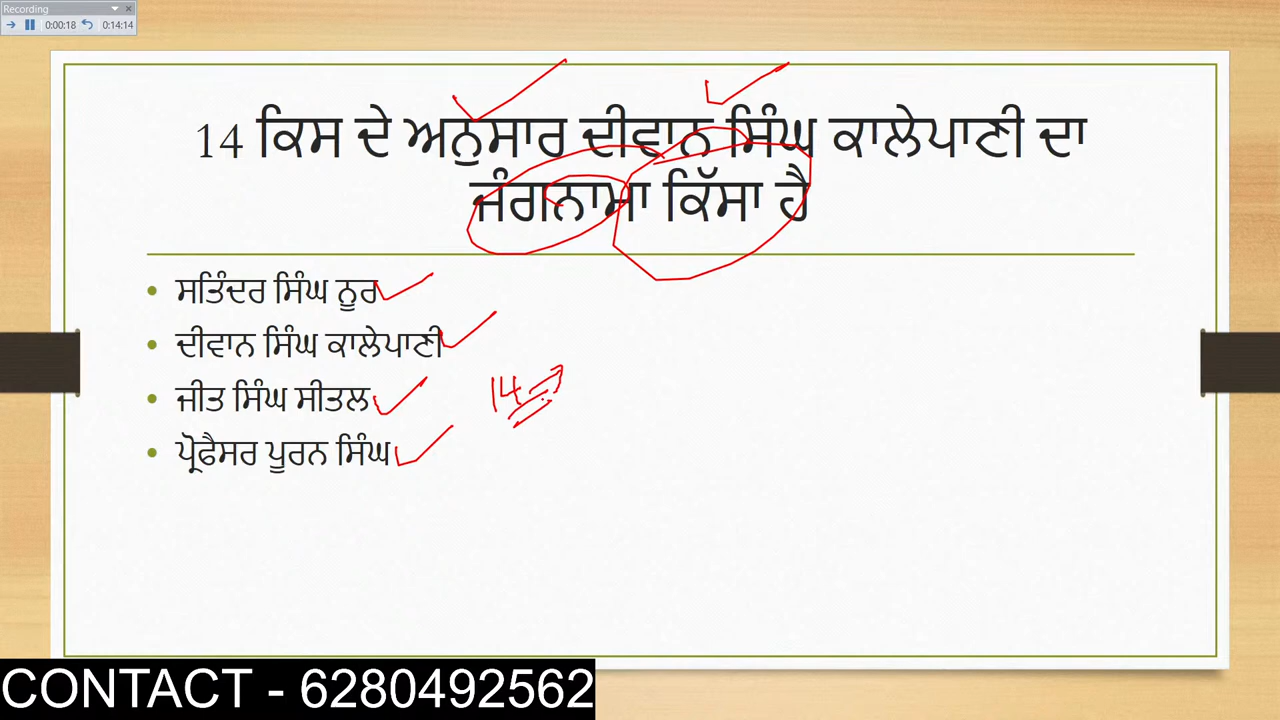 Recording
0:00:18 0:14:14
14 ਕਿਸ ਦੇ ਅਨੁਸਾਰ ਦੀਵਾਨ ਸਿੰਘ ਕਾਲੇਪਾਣੀ ਦਾ
ਜੰਗਨਾਮਾ ਕਿੱਸਾ ਹੈ
• ਸਤਿੰਦਰ ਸਿੰਘ ਨੂਰ
• ਦੀਵਾਨ ਸਿੰਘ ਕਾਲੇਪਾਣੀ
• ਜੀਤ ਸਿੰਘ ਸੀਤਲ
14
• ਪ੍ਰੋਫੈਸਰ ਪੂਰਨ ਸਿੰਘ
CONTACT - 6280492562